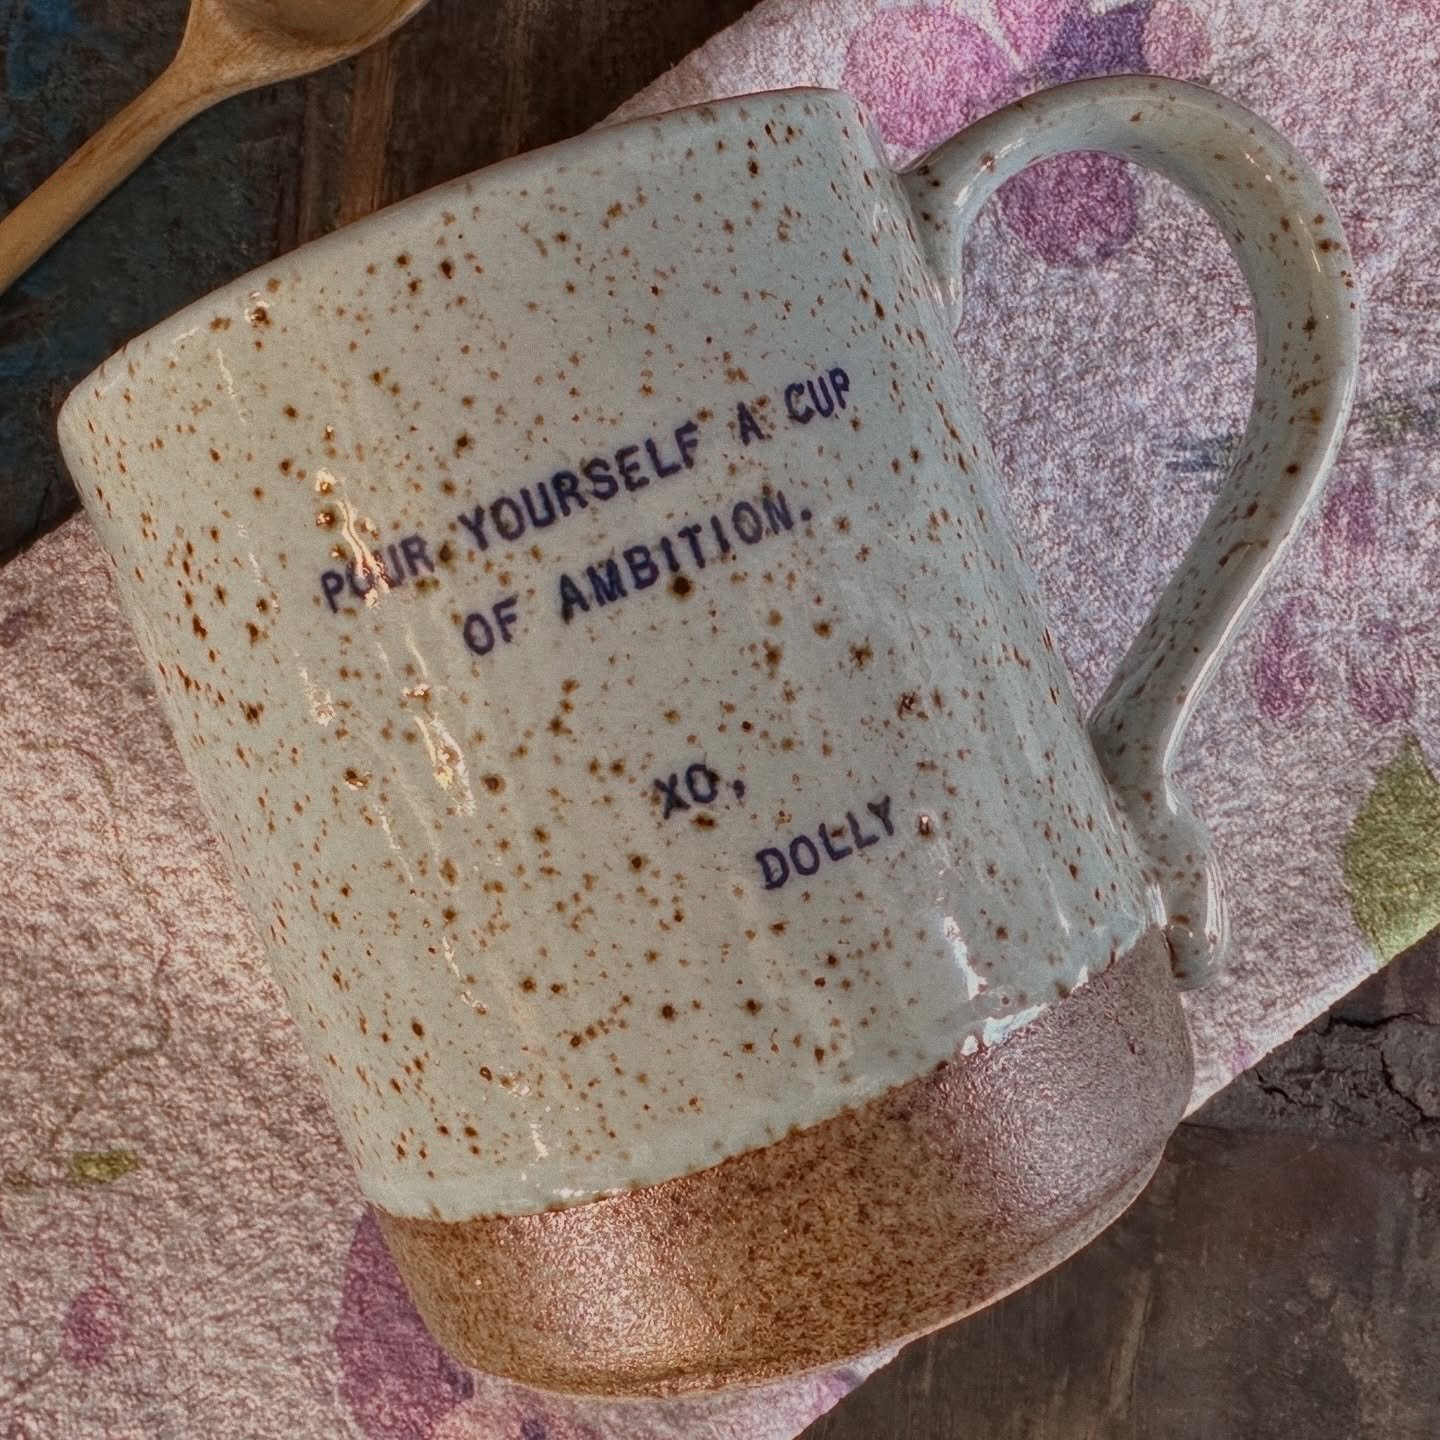 POUR YOURSELF A CUP
OF AMBITION.
XO,
DOLLY